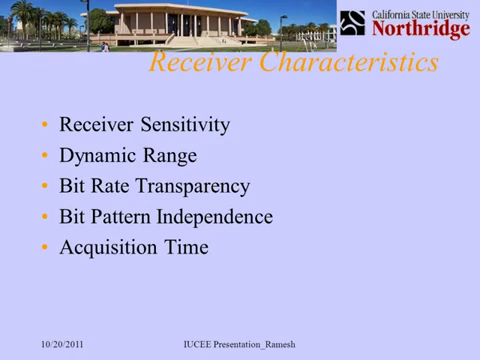 California State University
Northridge
Receiver Characteristics
• Receiver Sensitivity
• Dynamic Range
• Bit Rate Transparency
• Bit Pattern Independence
• Acquisition Time
10/20/2011
IUCEE Presentation_Ramesh